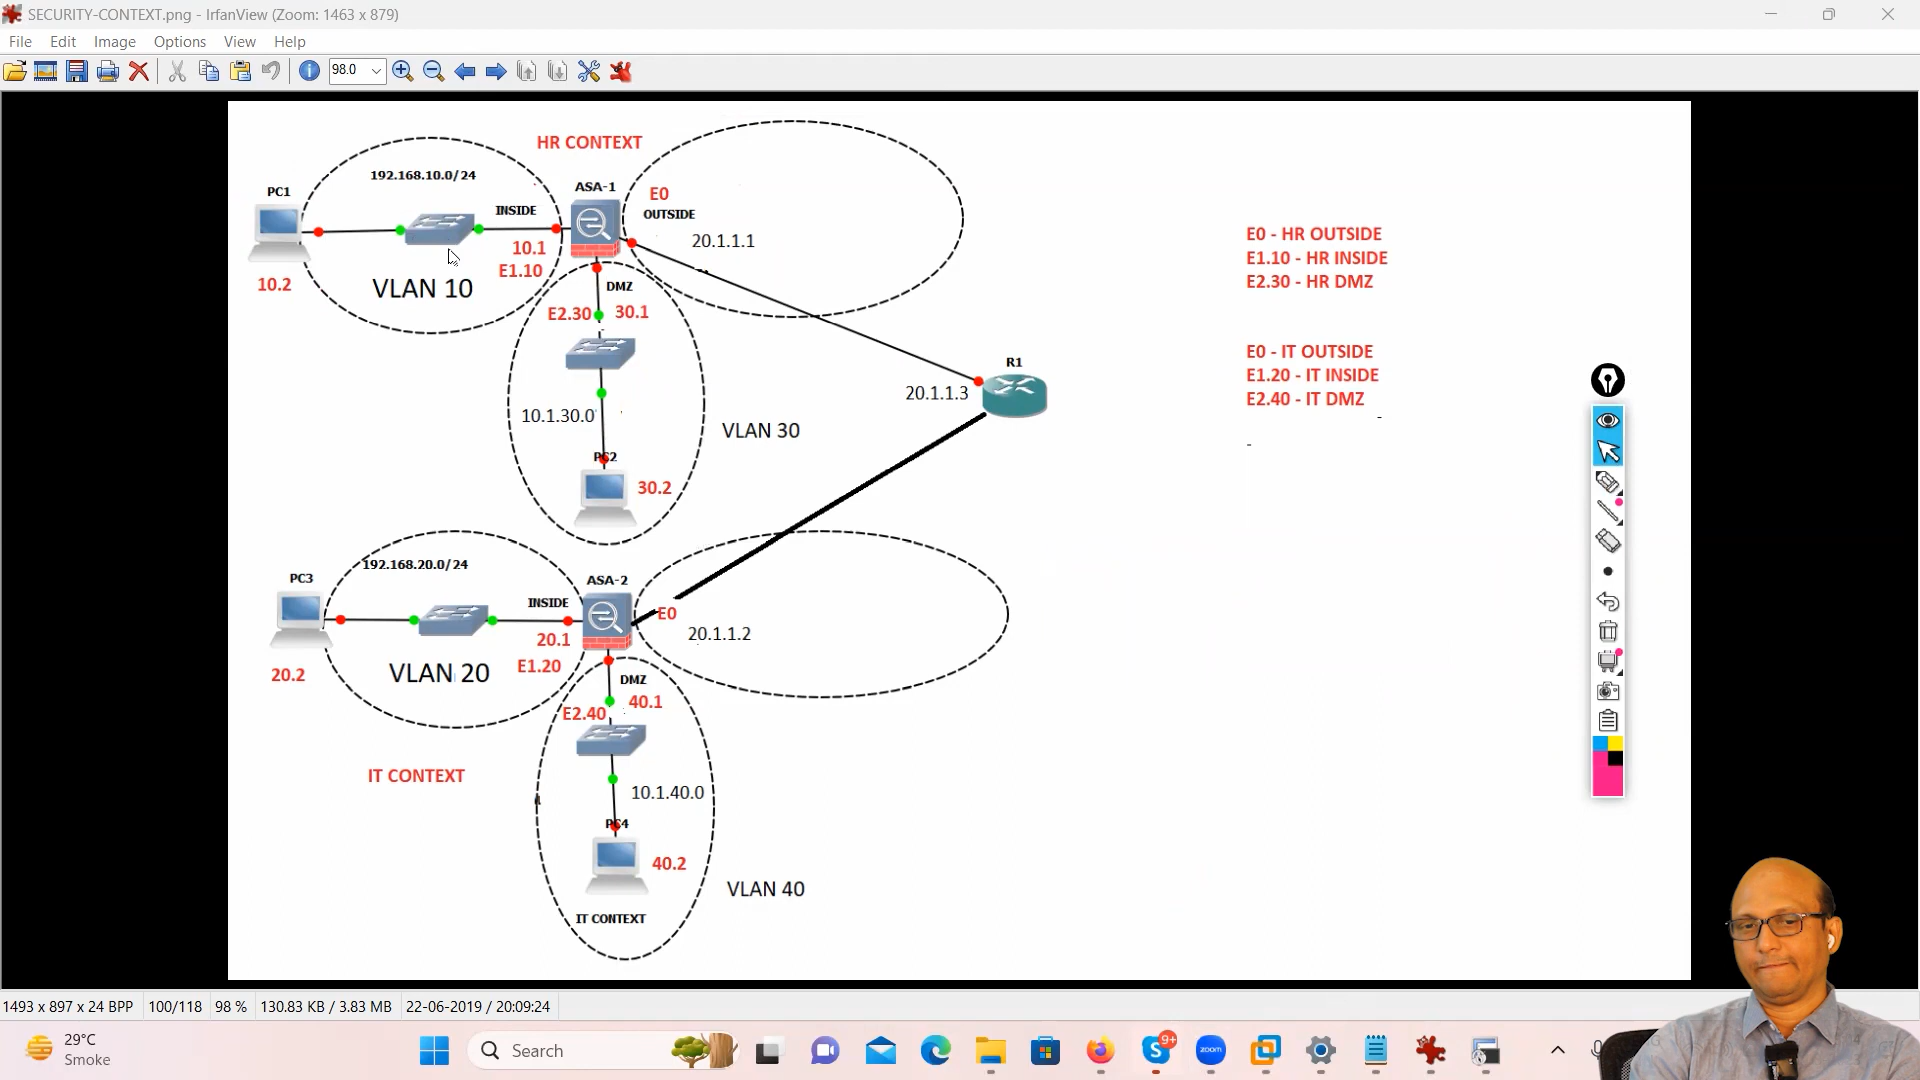 SECURITY-CONTEXT.png - IrfanView (Zoom: 1463 x 879)
File Edit Image Options View Help
98.0
HR CONTEXT
192.168.10.0/24
PC1
ASA-1
E0
INSIDE
OUTSIDE
10.1
20.1.1.1
E1.10
10.2
VLAN 10
DMZ
E2.30
30.1
E0 - HR OUTSIDE
E1.10 - HR INSIDE
E2.30 - HR DMZ
R1
20.1.1.3
E0 - IT OUTSIDE
E1.20 - IT INSIDE
E2.40 - IT DMZ
10.1.30.0
VLAN 30
PC2
30.2
192.168.20.0/24
PC3
ASA-2
INSIDE
E0
20.1
20.1.1.2
E1.20
20.2
VLAN 20
DMZ
40.1
E2.40
IT CONTEXT
10.1.40.0
PC4
40.2
VLAN 40
IT CONTEXT
1493 x 897 x 24 BPP 100/118 98 % 130.83 KB / 3.83 MB 22-06-2019 / 20:09:24
29°C
Smoke
Search
9+
zoom